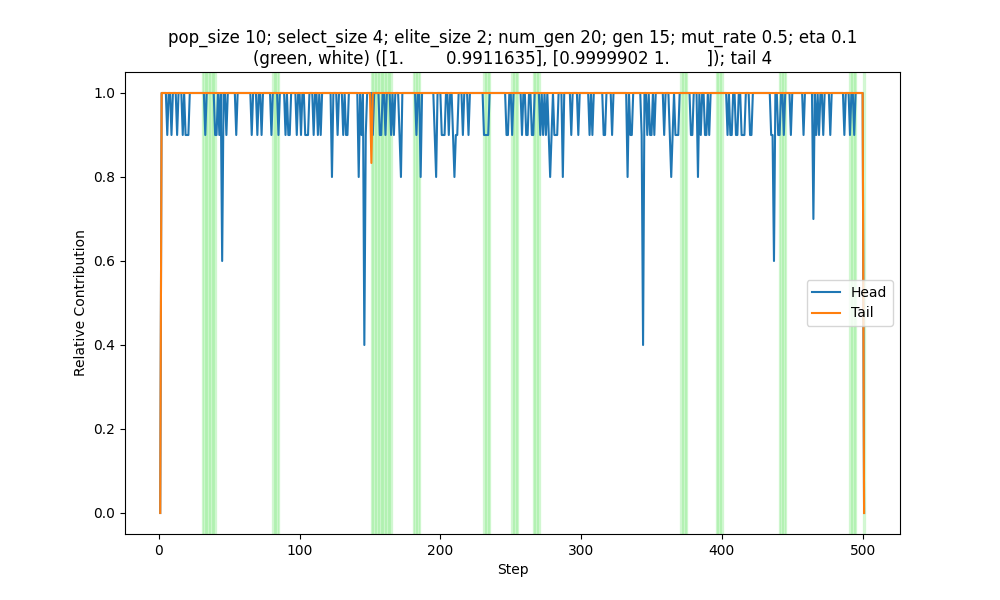 pop_size 10; select_size 4; elite_size 2; num_gen 20; gen 15; mut_rate 0.5; eta 0.1
(green, white) ([1. 0.9911635], [0.9999902 1. ]); tail 4
1.0
0.8
0.6
0.4
0.2
0.0
Relative Contribution
Head
Tail
0 100 200 300 400 500
Step